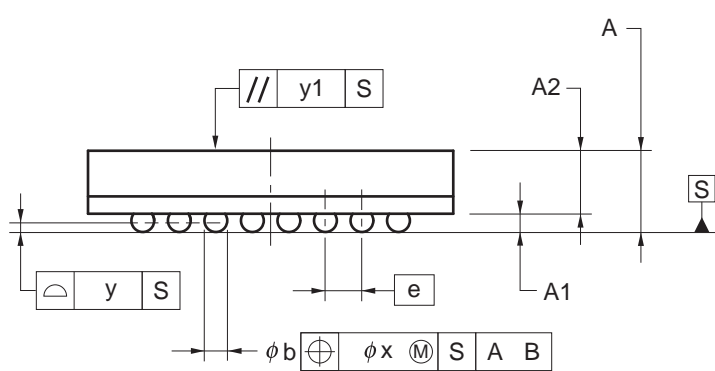 A
// y1 S
A2
S
⌓ y S
e
A1
φb ⌖ φx Ⓜ S A B